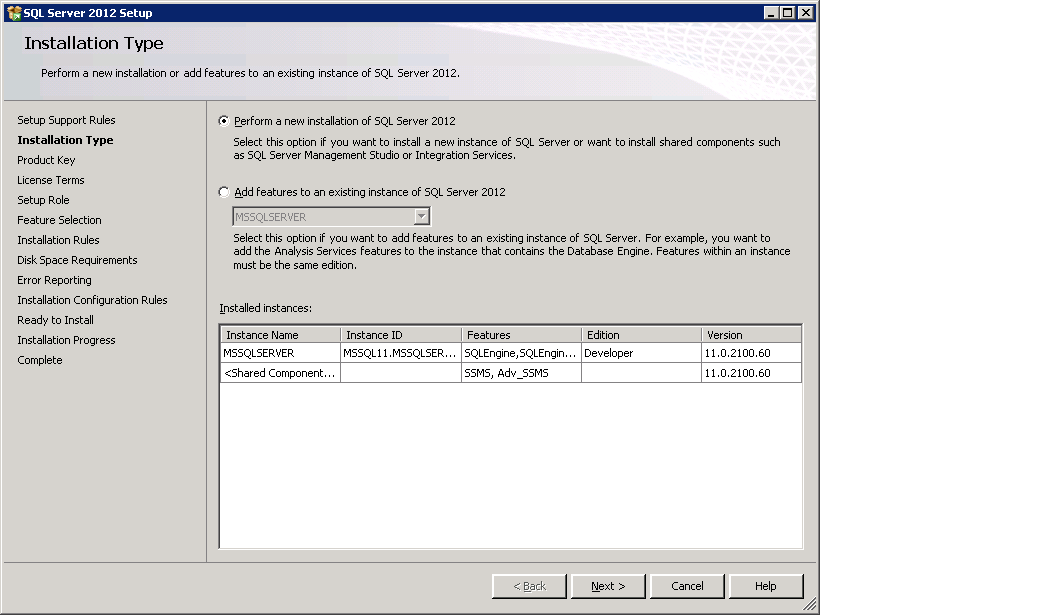 SQL Server 2012 Setup
Installation Type
Perform a new installation or add features to an existing instance of SQL Server 2012.
Setup Support Rules
Installation Type
Product Key
License Terms
Setup Role
Feature Selection
Installation Rules
Disk Space Requirements
Error Reporting
Installation Configuration Rules
Ready to Install
Installation Progress
Complete
Perform a new installation of SQL Server 2012
Select this option if you want to install a new instance of SQL Server or want to install shared components such
as SQL Server Management Studio or Integration Services.
Add features to an existing instance of SQL Server 2012
MSSQLSERVER
Select this option if you want to add features to an existing instance of SQL Server. For example, you want to
add the Analysis Services features to the instance that contains the Database Engine. Features within an instance
must be the same edition.
Installed instances:
Instance Name Instance ID Features Edition Version
MSSQLSERVER MSSQL11.MSSQLSER... SQLEngine,SQLEngin... Developer 11.0.2100.60
<Shared Component... SSMS, Adv_SSMS 11.0.2100.60
< Back Next > Cancel Help